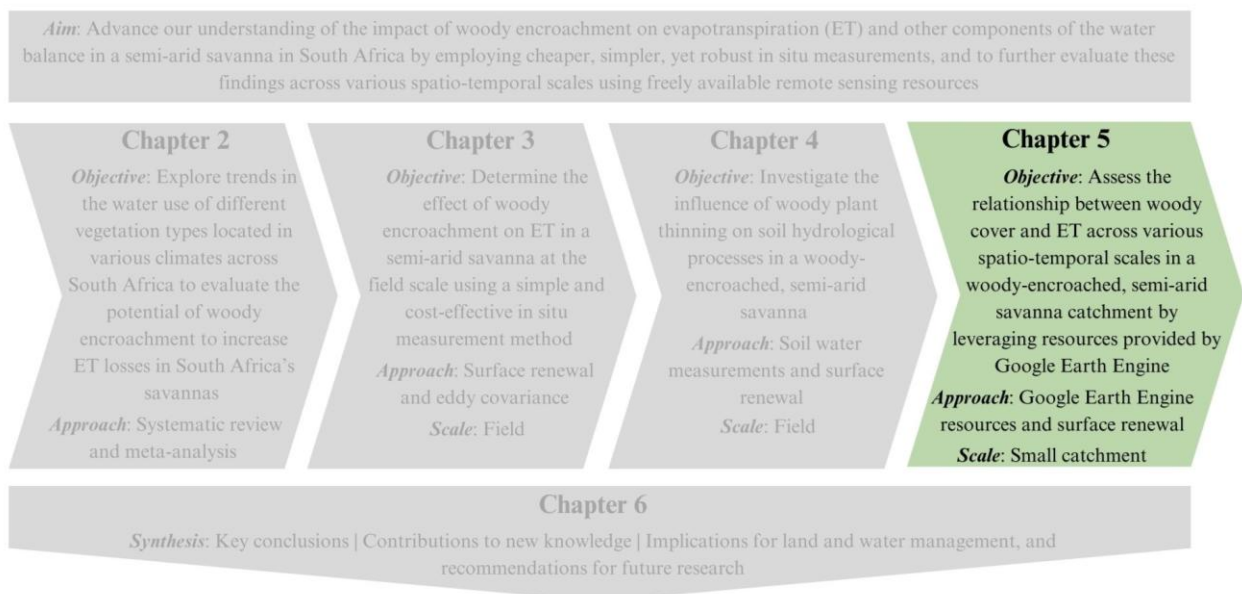 Aim: Advance our understanding of the impact of woody encroachment on evapotranspiration (ET) and other components of the water
balance in a semi-arid savanna in South Africa by employing cheaper, simpler, yet robust in situ measurements, and to further evaluate these
findings across various spatio-temporal scales using freely available remote sensing resources
Chapter 2
Objective: Explore trends in
the water use of different
vegetation types located in
various climates across
South Africa to evaluate the
potential of woody
encroachment to increase
ET losses in South Africa's
savannas
Approach: Systematic review
and meta-analysis
Chapter 3
Objective: Determine the
effect of woody
encroachment on ET in a
semi-arid savanna at the
field scale using a simple and
cost-effective in situ
measurement method
Approach: Surface renewal
and eddy covariance
Scale: Field
Chapter 4
Objective: Investigate the
influence of woody plant
thinning on soil hydrological
processes in a woody-
encroached, semi-arid
savanna
Approach: Soil water
measurements and surface
renewal
Scale: Field
Chapter 5
Objective: Assess the
relationship between woody
cover and ET across various
spatio-temporal scales in a
woody-encroached, semi-arid
savanna catchment by
leveraging resources provided by
Google Earth Engine
Approach: Google Earth Engine
resources and surface renewal
Scale: Small catchment
Chapter 6
Synthesis: Key conclusions | Contributions to new knowledge | Implications for land and water management, and
recommendations for future research